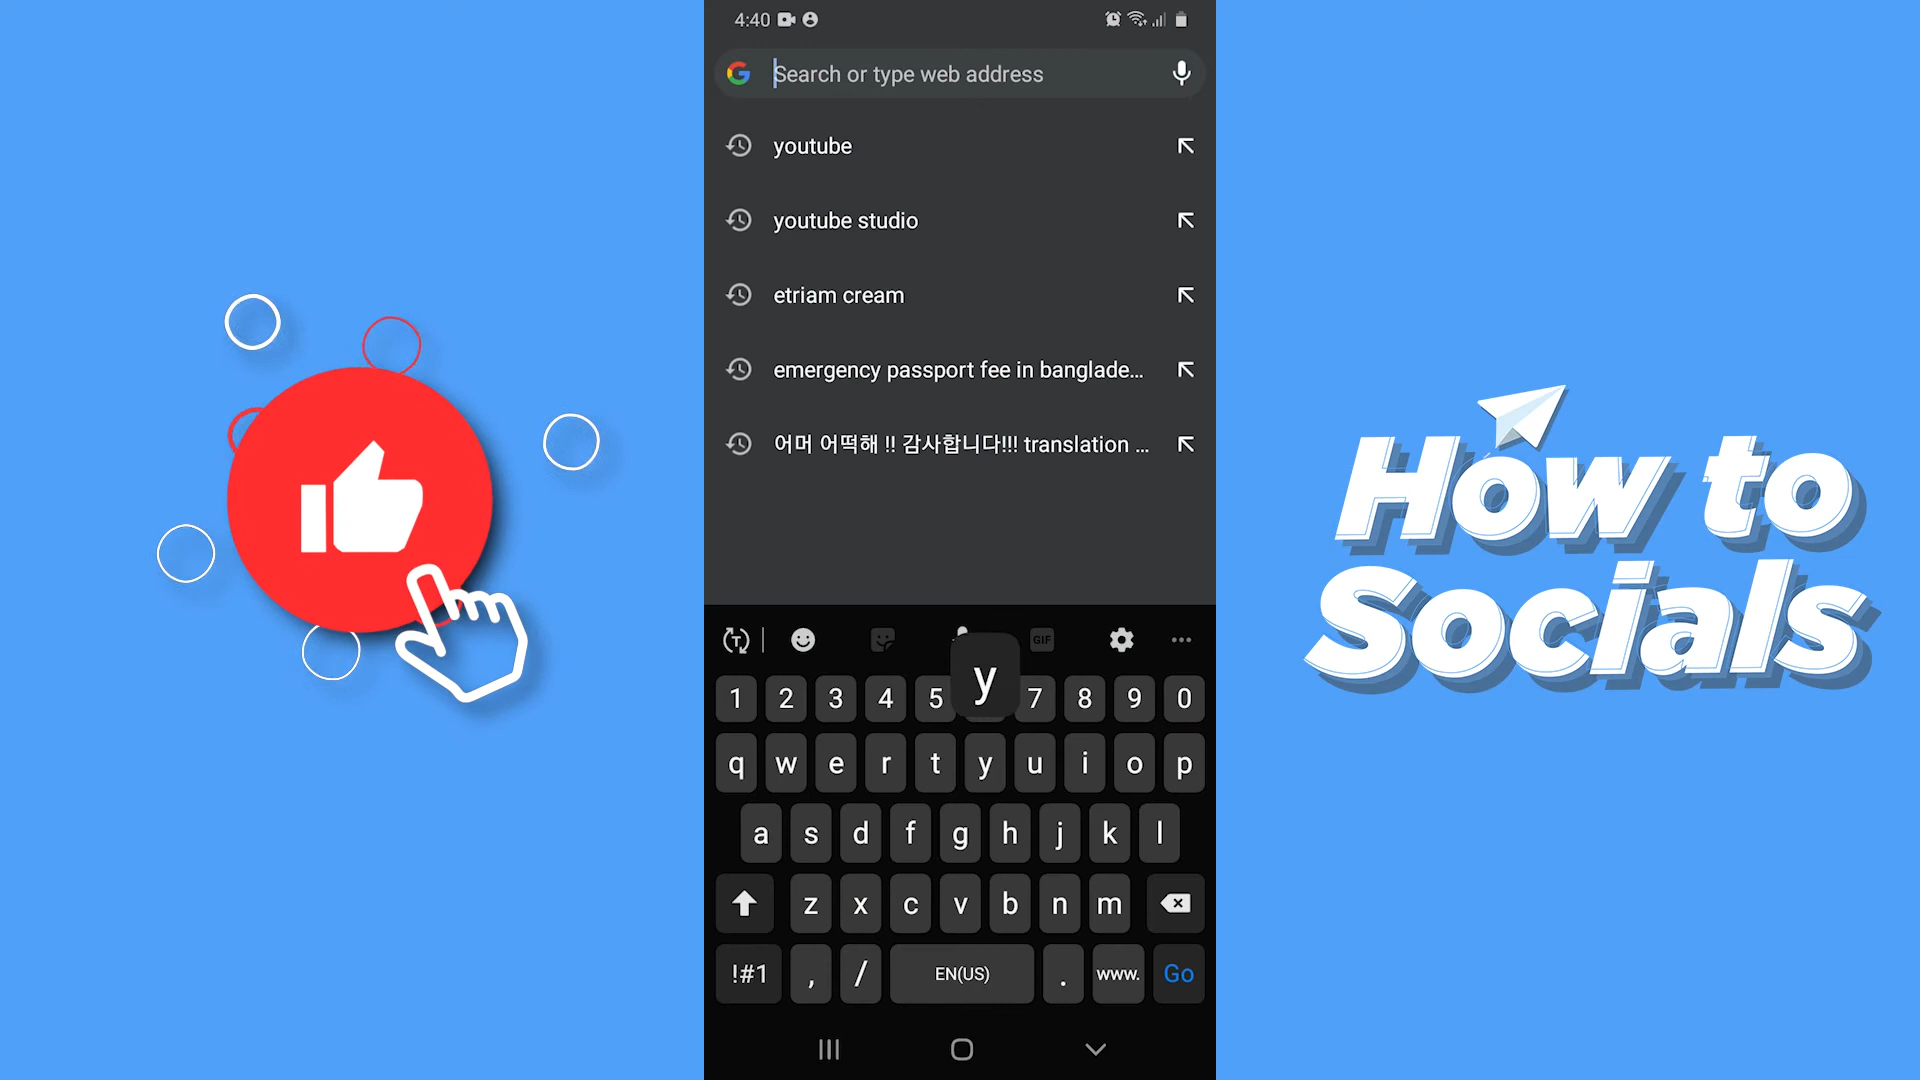 4:40
Search or type web address
youtube
youtube studio
etriam cream
emergency passport fee in banglade...
어머 어떡해 !! 감사합니다!!! translation ...
How to
Socials
T
GIF
y
1 2 3 4 5 7 8 9 0
q w e r t y u i o p
a s d f g h j k l
z x c v b n m
!#1 , / EN(US) . www. Go